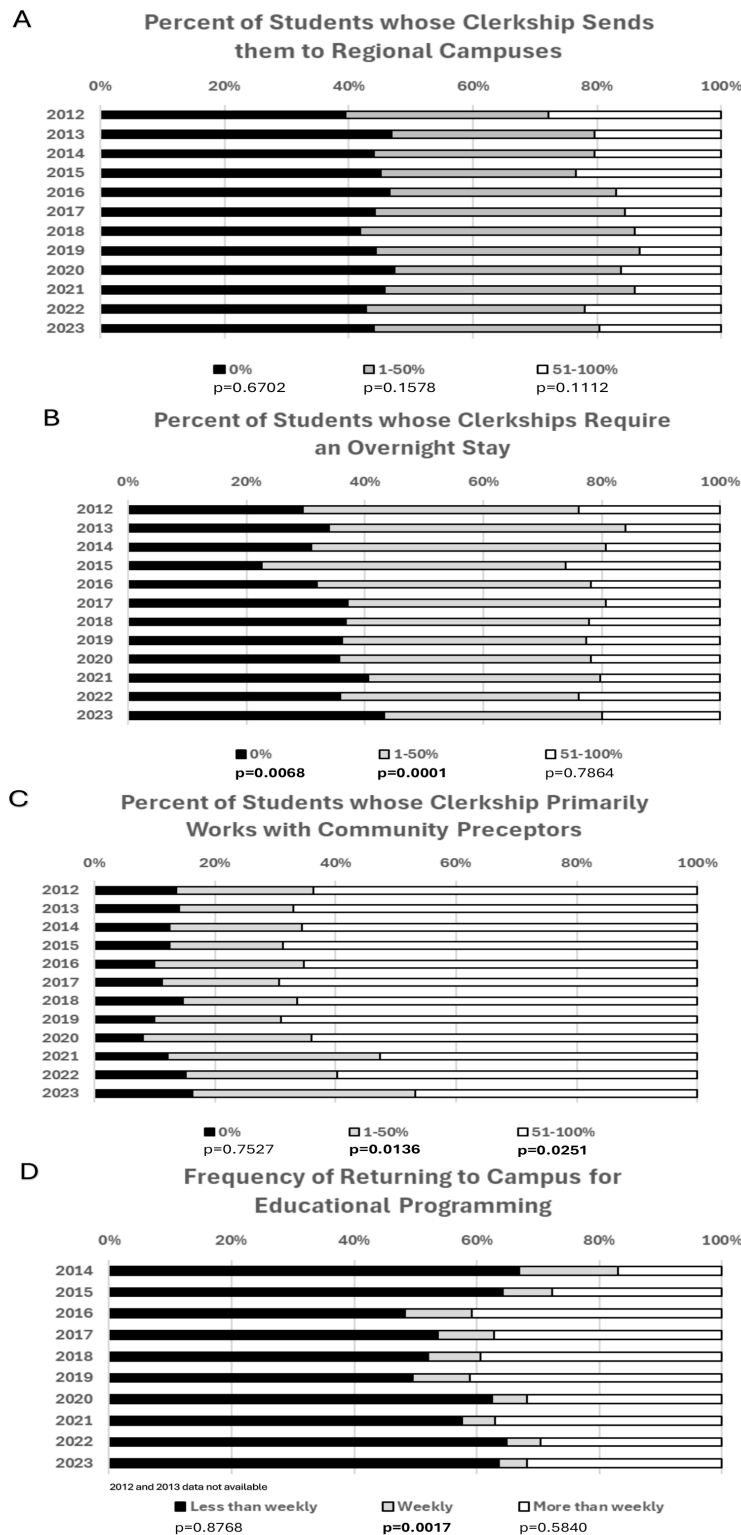 A
Percent of Students whose Clerkship Sends
them to Regional Campuses
0% 20% 40% 60% 80% 100%
2012
2013
2014
2015
2016
2017
2018
2019
2020
2021
2022
2023
0% 1-50% 51-100%
p=0.6702 p=0.1578 p=0.1112
B
Percent of Students whose Clerkships Require
an Overnight Stay
0% 20% 40% 60% 80% 100%
2012
2013
2014
2015
2016
2017
2018
2019
2020
2021
2022
2023
0% 1-50% 51-100%
p=0.0068 p=0.0001 p=0.7864
C
Percent of Students whose Clerkship Primarily
Works with Community Preceptors
0% 20% 40% 60% 80% 100%
2012
2013
2014
2015
2016
2017
2018
2019
2020
2021
2022
2023
0% 1-50% 51-100%
p=0.7527 p=0.0136 p=0.0251
D
Frequency of Returning to Campus for
Educational Programming
0% 20% 40% 60% 80% 100%
2014
2015
2016
2017
2018
2019
2020
2021
2022
2023
2012 and 2013 data not available
Less than weekly Weekly More than weekly
p=0.8768 p=0.0017 p=0.5840